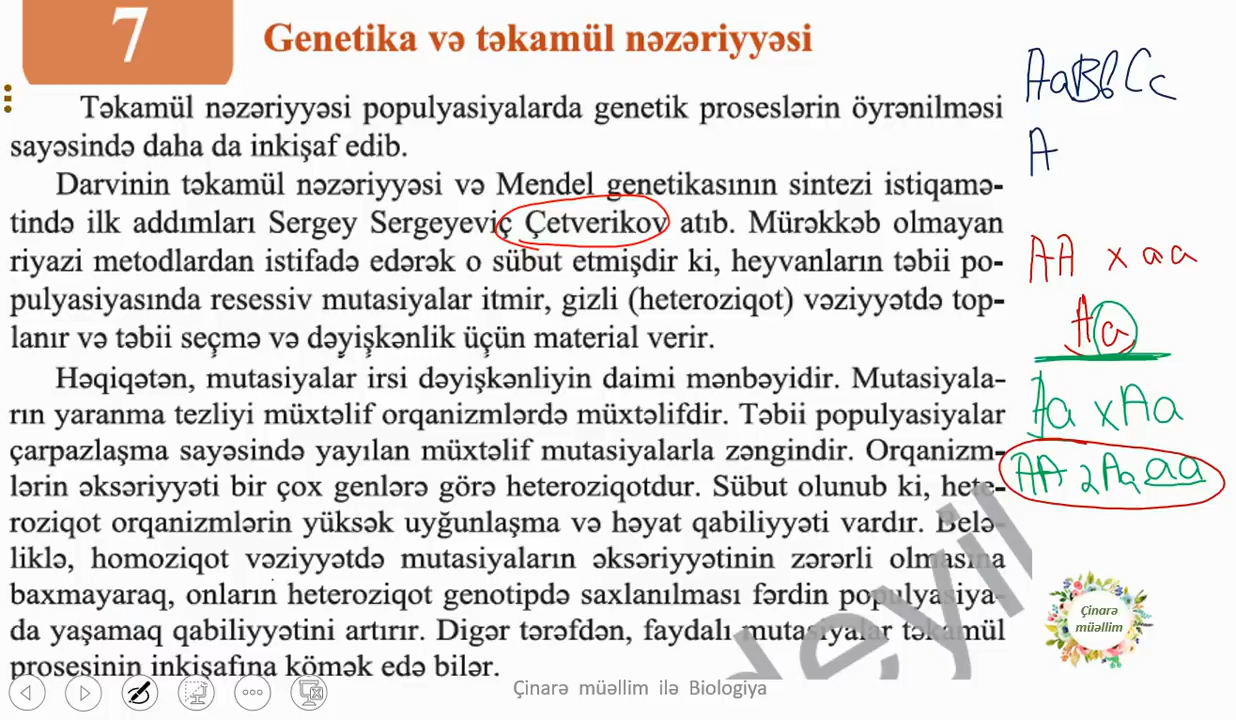 7
Genetika və təkamül nəzəriyyəsi
Təkamül nəzəriyyəsi populyasiyalarda genetik proseslərin öyrənilməsi
sayəsində daha da inkişaf edib.
Darvinin təkamül nəzəriyyəsi və Mendel genetikasının sintezi istiqamə-
tində ilk addımları Sergey Sergeyeviç Çetverikov atıb. Mürəkkəb olmayan
riyazi metodlardan istifadə edərək o sübut etmişdir ki, heyvanların təbii po-
pulyasiyasında resessiv mutasiyalar itmir, gizli (heteroziqot) vəziyyətdə top-
lanır və təbii seçmə və dəyişkənlik üçün material verir.
Həqiqətən, mutasiyalar irsi dəyişkənliyin daimi mənbəyidir. Mutasiyala-
rın yaranma tezliyi müxtəlif orqanizmlərdə müxtəlifdir. Təbii populyasiyalar
çarpazlaşma sayəsində yayılan müxtəlif mutasiyalarla zəngindir. Orqanizm-
lərin əksəriyyəti bir çox genlərə görə heteroziqotdur. Sübut olunub ki, hete-
roziqot orqanizmlərin yüksək uyğunlaşma və həyat qabiliyyəti vardır. Belə-
liklə, homoziqot vəziyyətdə mutasiyaların əksəriyyətinin zərərli olmasına
baxmayaraq, onların heteroziqot genotipdə saxlanılması fərdin populyasiya-
da yaşamaq qabiliyyətini artırır. Digər tərəfdən, faydalı mutasiyalar təkamül
prosesinin inkişafına kömək edə bilər.
AaBbCc
A
AA x aa
Aa
Aa x Aa
AA 2Aa aa
Çinarə
müəllim
Çinarə müəllim ilə Biologiya